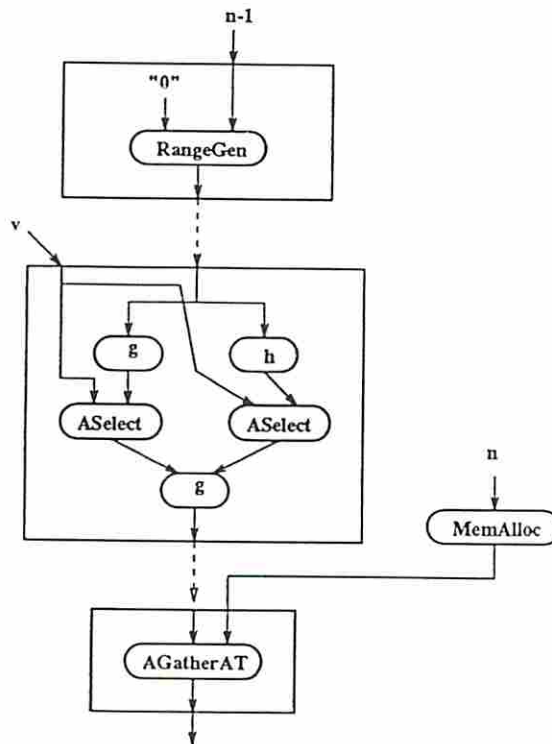 n-1
"0"
RangeGen
v
g
h
ASelect
ASelect
g
n
MemAlloc
AGatherAT